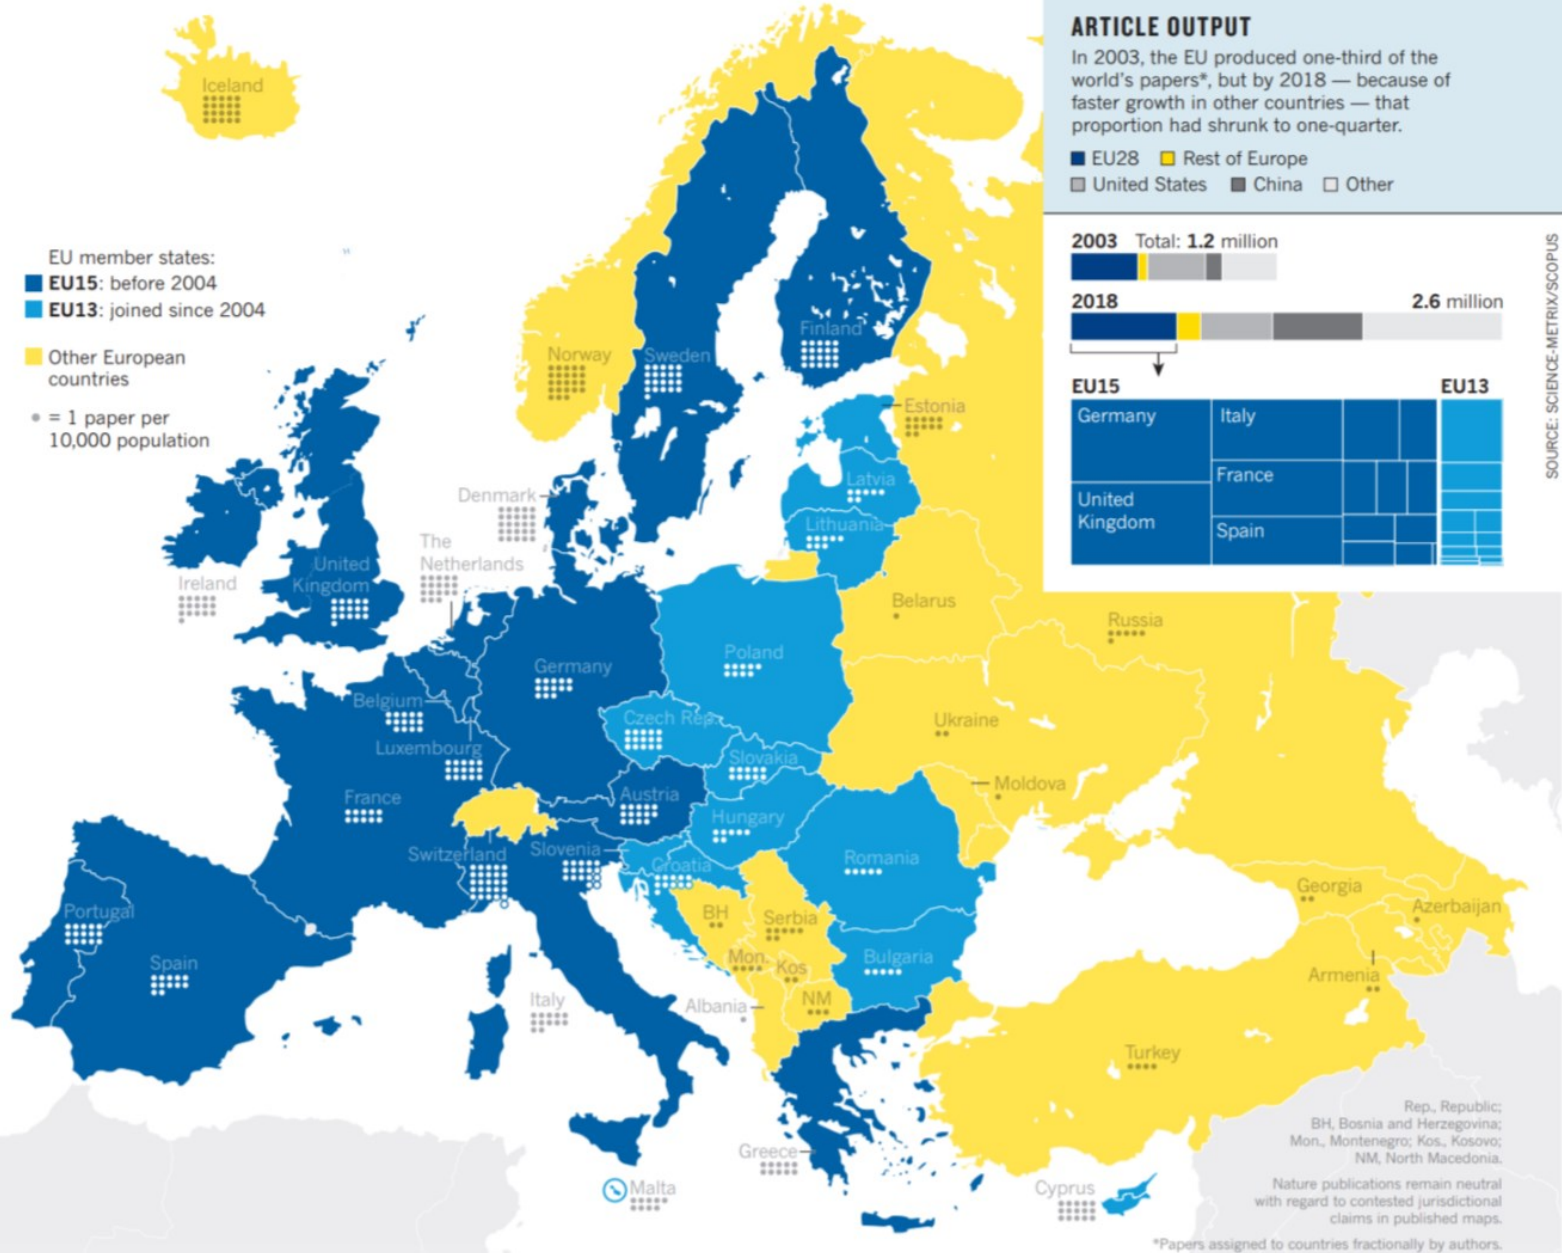 ARTICLE OUTPUT
In 2003, the EU produced one-third of the
world's papers*, but by 2018 — because of
faster growth in other countries — that
proportion had shrunk to one-quarter.
EU28 Rest of Europe
United States China Other
2003 Total: 1.2 million
2018 2.6 million
EU15 EU13
Germany
Italy
France
United
Kingdom
Spain
SOURCE: SCIENCE-METRIX/SCOPUS
EU member states:
EU15: before 2004
EU13: joined since 2004
Other European
countries
= 1 paper per
10,000 population
Iceland
Norway
Sweden
Finland
Estonia
Latvia
Lithuania
Denmark
The
Netherlands
Ireland
United
Kingdom
Belarus
Russia
Poland
Germany
Belgium
Czech Rep.
Ukraine
Luxembourg
Slovakia
Moldova
France
Austria
Hungary
Switzerland
Slovenia
Croatia
Romania
Georgia
Azerbaijan
Portugal
BH
Serbia
Spain
Mon.
Kos
Bulgaria
Armenia
Italy
Albania
NM
Turkey
Greece
Malta
Cyprus
Rep., Republic;
BH, Bosnia and Herzegovina;
Mon., Montenegro; Kos., Kosovo;
NM, North Macedonia.
Nature publications remain neutral
with regard to contested jurisdictional
claims in published maps.
*Papers assigned to countries fractionally by authors.